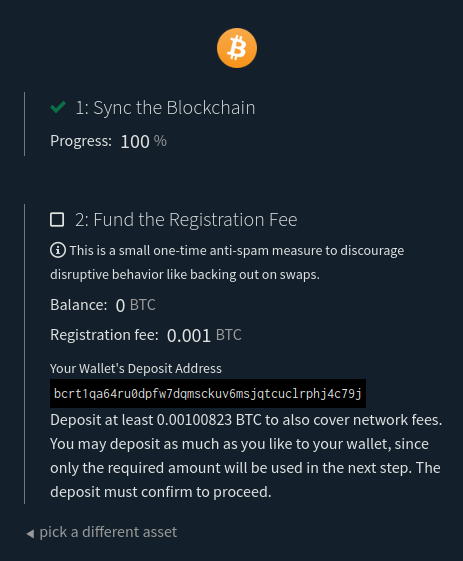 1: Sync the Blockchain
Progress: 100 %
2: Fund the Registration Fee
This is a small one-time anti-spam measure to discourage
disruptive behavior like backing out on swaps.
Balance: 0 BTC
Registration fee: 0.001 BTC
Your Wallet's Deposit Address
bcrt1qa64ru0dpfw7dqmsckuv6msjqtcuclrphj4c79j
Deposit at least 0.00100823 BTC to also cover network fees.
You may deposit as much as you like to your wallet, since
only the required amount will be used in the next step. The
deposit must confirm to proceed.
◂ pick a different asset